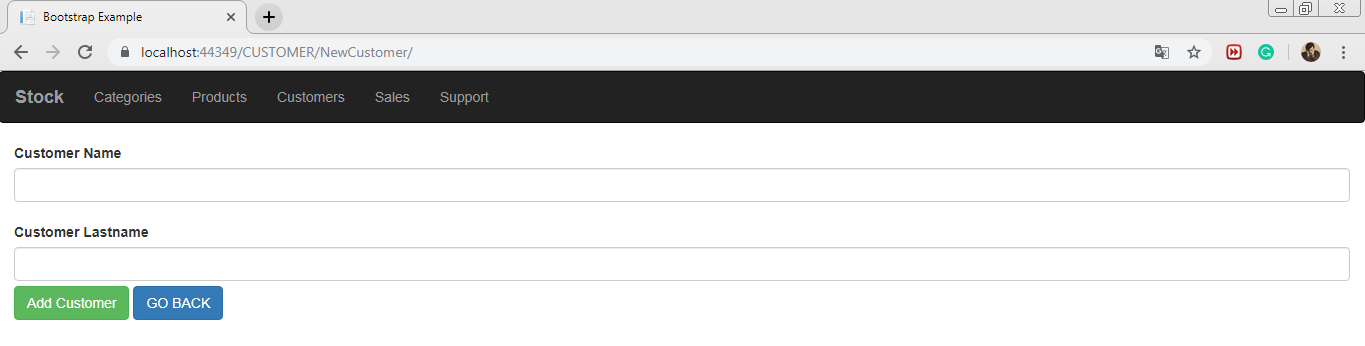 Bootstrap Example
localhost:44349/CUSTOMER/NewCustomer/
Stock Categories Products Customers Sales Support
Customer Name
Customer Lastname
Add Customer GO BACK